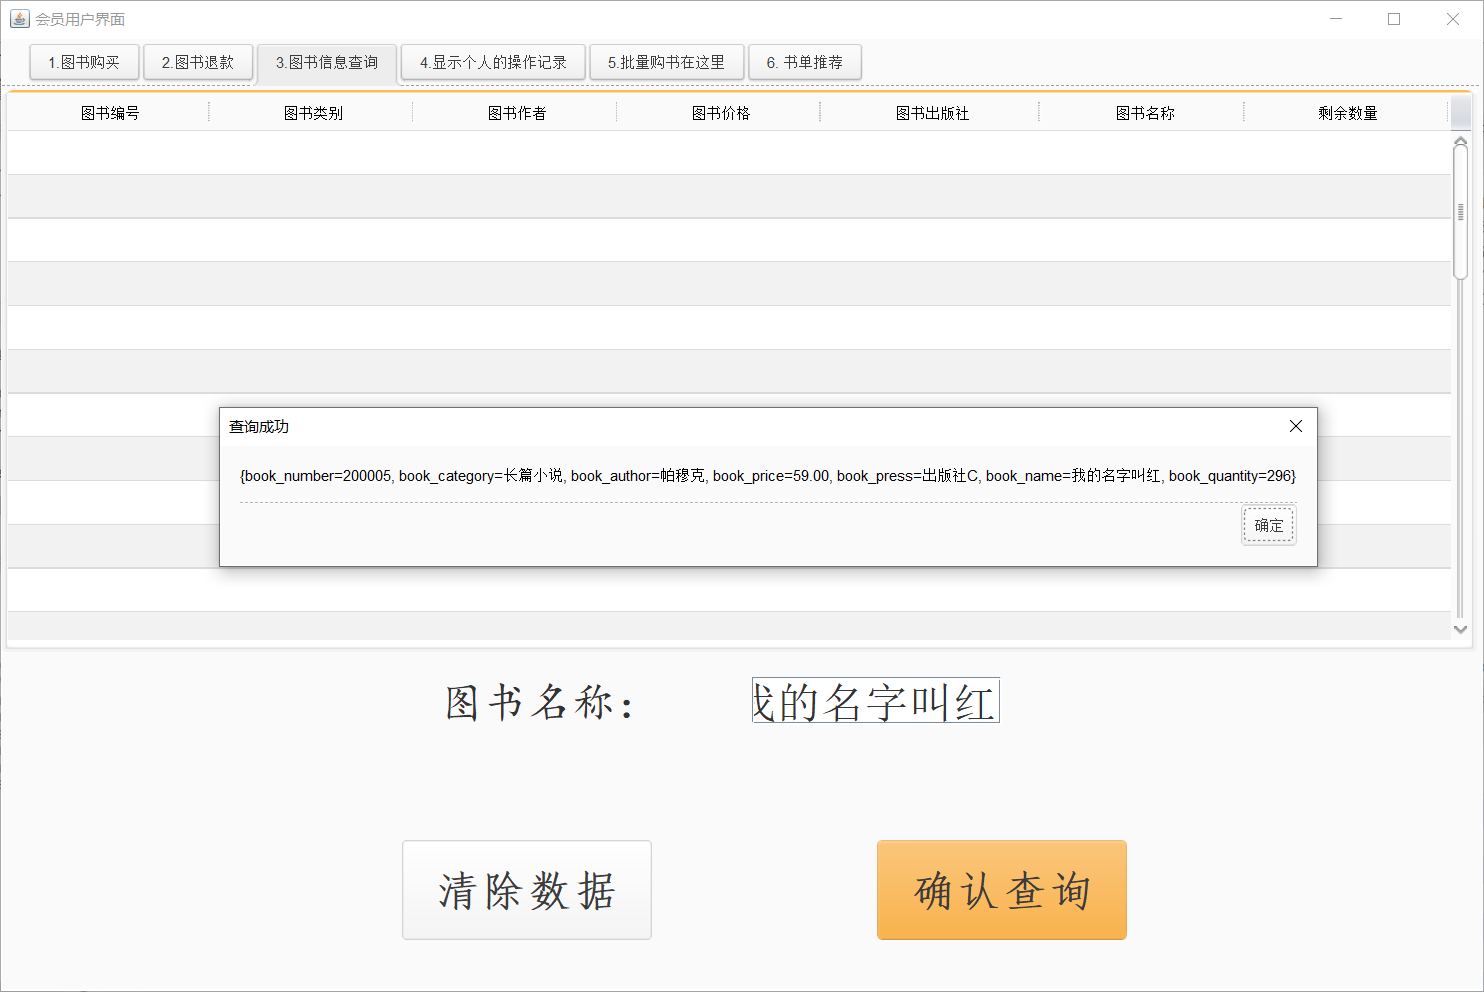 会员用户界面
1.图书购买 2.图书退款 3.图书信息查询 4.显示个人的操作记录 5.批量购书在这里 6. 书单推荐
图书编号 图书类别 图书作者 图书价格 图书出版社 图书名称 剩余数量
查询成功
{book_number=200005, book_category=长篇小说, book_author=帕穆克, book_price=59.00, book_press=出版社C, book_name=我的名字叫红, book_quantity=296}
确定
图书名称： 我的名字叫红
清除数据 确认查询